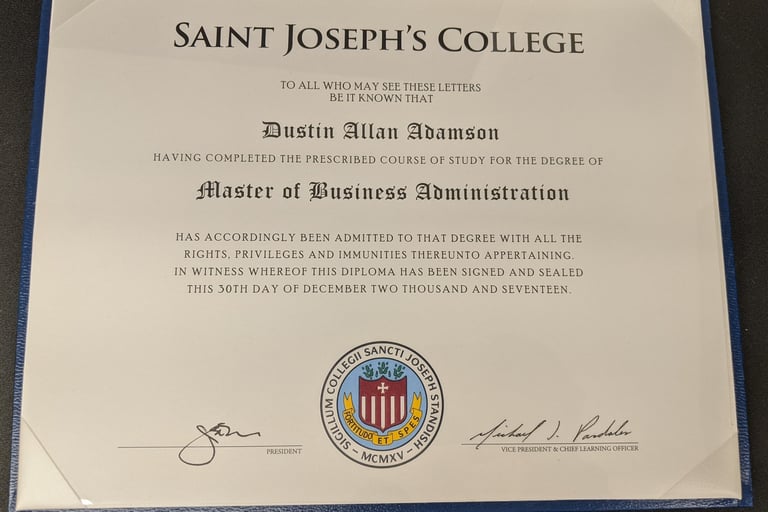 SAINT JOSEPH'S COLLEGE
TO ALL WHO MAY SEE THESE LETTERS
BE IT KNOWN THAT
Dustin Allan Adamson
HAVING COMPLETED THE PRESCRIBED COURSE OF STUDY FOR THE DEGREE OF
Master of Business Administration
HAS ACCORDINGLY BEEN ADMITTED TO THAT DEGREE WITH ALL THE
RIGHTS, PRIVILEGES AND IMMUNITIES THEREUNTO APPERTAINING.
IN WITNESS WHEREOF THIS DIPLOMA HAS BEEN SIGNED AND SEALED
THIS 30TH DAY OF DECEMBER TWO THOUSAND AND SEVENTEEN.
SIGILLUM COLLEGII SANCTI JOSEPH STANDISH
FORTITUDO ET SPES
MCMXV
PRESIDENT
Michael
VICE PRESIDENT & CHIEF LEARNING OFFICER